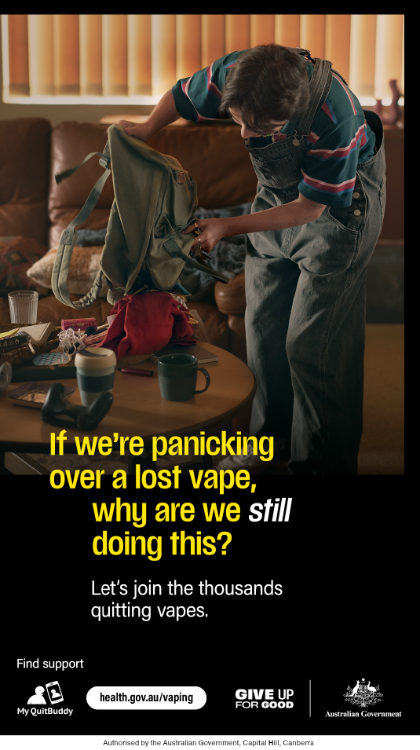 If we're panicking
over a lost vape,
why are we still
doing this?
Let's join the thousands
quitting vapes.
Find support
My QuitBuddy
health.gov.au/vaping
GIVE UP
FOR GOOD
Australian Government
Authorised by the Australian Government, Capital Hill, Canberra